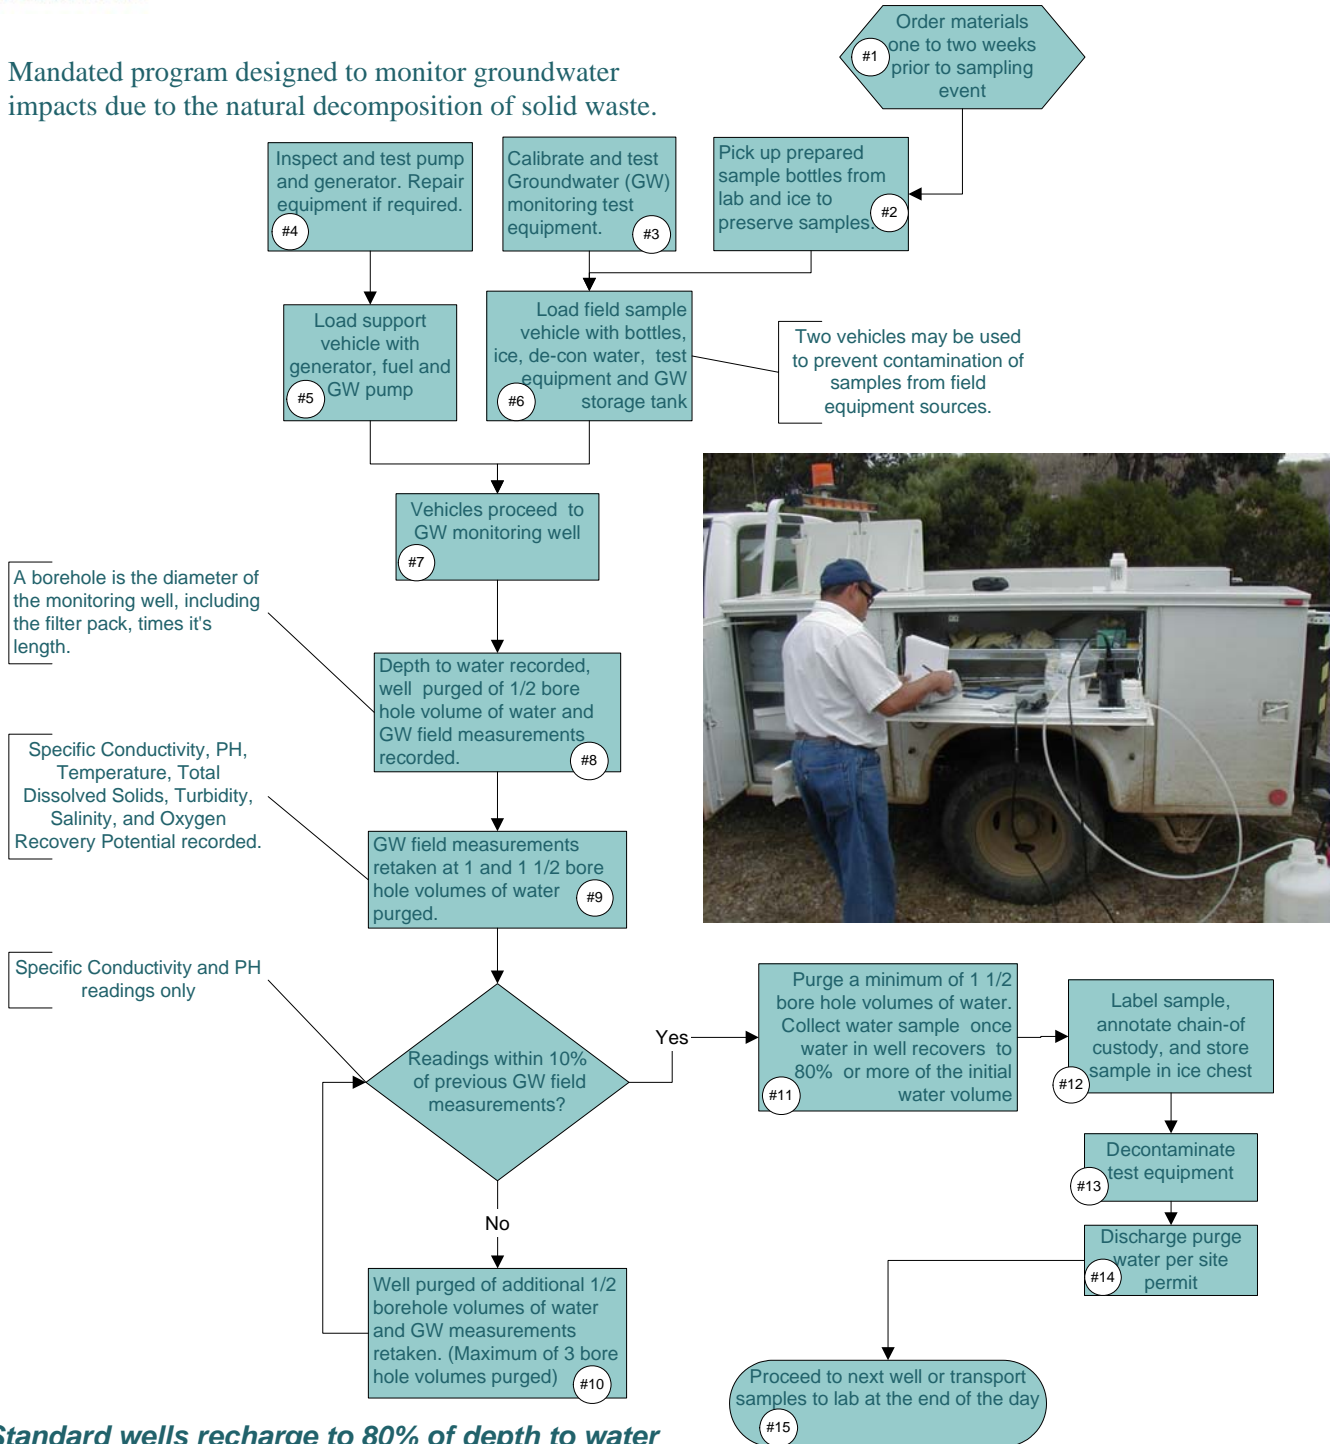 Mandated program designed to monitor groundwater
impacts due to the natural decomposition of solid waste.
Order materials
one to two weeks
prior to sampling
event
#1
Pick up prepared
sample bottles from
lab and ice to
preserve samples.
#2
Calibrate and test
Groundwater (GW)
monitoring test
equipment.
#3
Inspect and test pump
and generator. Repair
equipment if required.
#4
Load support
vehicle with
generator, fuel and
GW pump
#5
Load field sample
vehicle with bottles,
ice, de-con water, test
equipment and GW
storage tank
#6
Two vehicles may be used
to prevent contamination of
samples from field
equipment sources.
Vehicles proceed to
GW monitoring well
#7
A borehole is the diameter of
the monitoring well, including
the filter pack, times it's
length.
Depth to water recorded,
well purged of 1/2 bore
hole volume of water and
GW field measurements
recorded.
#8
Specific Conductivity, PH,
Temperature, Total
Dissolved Solids, Turbidity,
Salinity, and Oxygen
Recovery Potential recorded.
GW field measurements
retaken at 1 and 1 1/2 bore
hole volumes of water
purged.
#9
Specific Conductivity and PH
readings only
Readings within 10%
of previous GW field
measurements?
Yes
No
Well purged of additional 1/2
borehole volumes of water
and GW measurements
retaken. (Maximum of 3 bore
hole volumes purged)
#10
Purge a minimum of 1 1/2
bore hole volumes of water.
Collect water sample once
water in well recovers to
80% or more of the initial
water volume
#11
Label sample,
annotate chain-of
custody, and store
sample in ice chest
#12
Decontaminate
test equipment
#13
Discharge purge
water per site
permit
#14
Proceed to next well or transport
samples to lab at the end of the day
#15
Standard wells recharge to 80% of depth to water